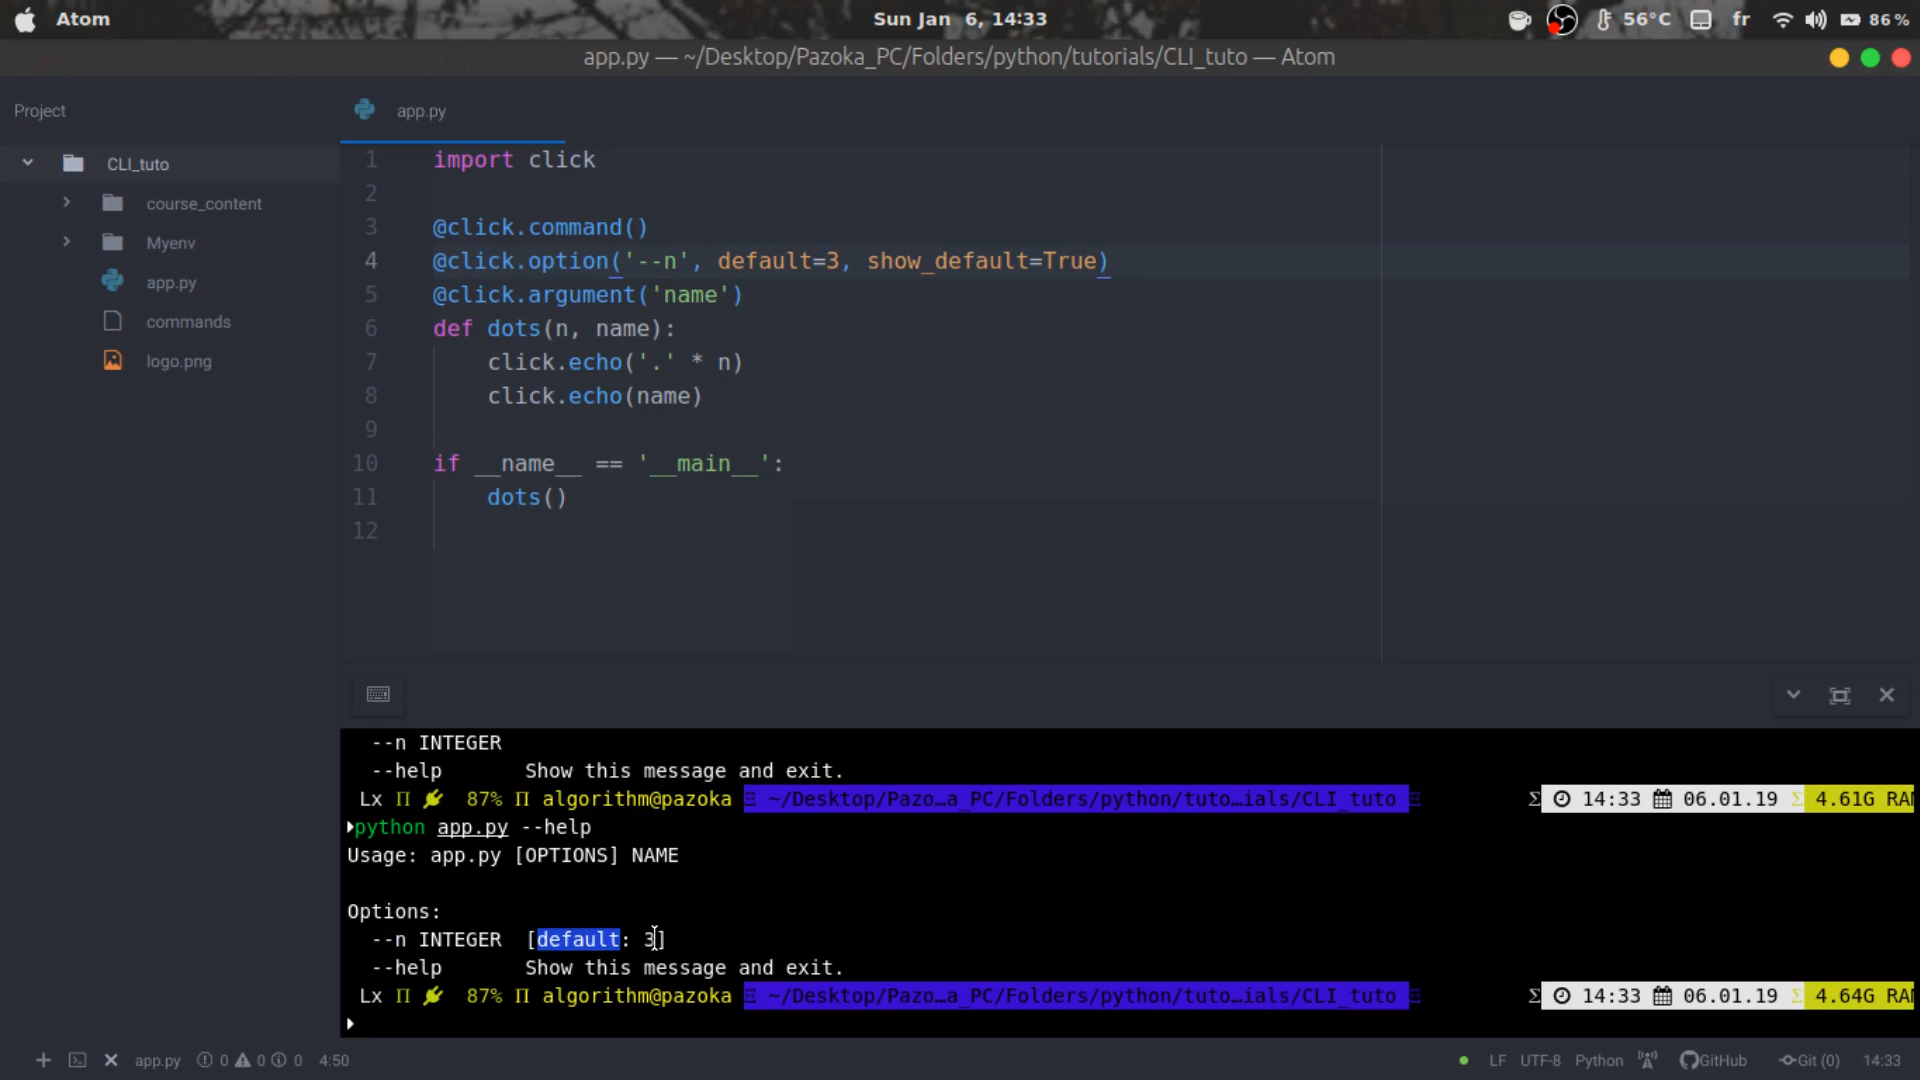 Atom
Sun Jan 6, 14:33
56°C
fr
86%
app.py — ~/Desktop/Pazoka_PC/Folders/python/tutorials/CLI_tuto — Atom
Project
CLI_tuto
course_content
Myenv
app.py
commands
logo.png
app.py
1 import click
2
3 @click.command()
4 @click.option('--n', default=3, show_default=True)
5 @click.argument('name')
6 def dots(n, name):
7     click.echo('.' * n)
8     click.echo(name)
9
10 if __name__ == '__main__':
11     dots()
12
--n INTEGER
--help       Show this message and exit.
Lx Π 87% Π algorithm@pazoka Ξ ~/Desktop/Pazo…a_PC/Folders/python/tuto…ials/CLI_tuto Ξ Σ 14:33 06.01.19 Σ 4.61G RA
python app.py --help
Usage: app.py [OPTIONS] NAME
Options:
--n INTEGER  [default: 3]
--help       Show this message and exit.
Lx Π 87% Π algorithm@pazoka Ξ ~/Desktop/Pazo…a_PC/Folders/python/tuto…ials/CLI_tuto Ξ Σ 14:33 06.01.19 Σ 4.64G RA
app.py 0 0 0 4:50
LF UTF-8 Python GitHub Git (0) 14:33